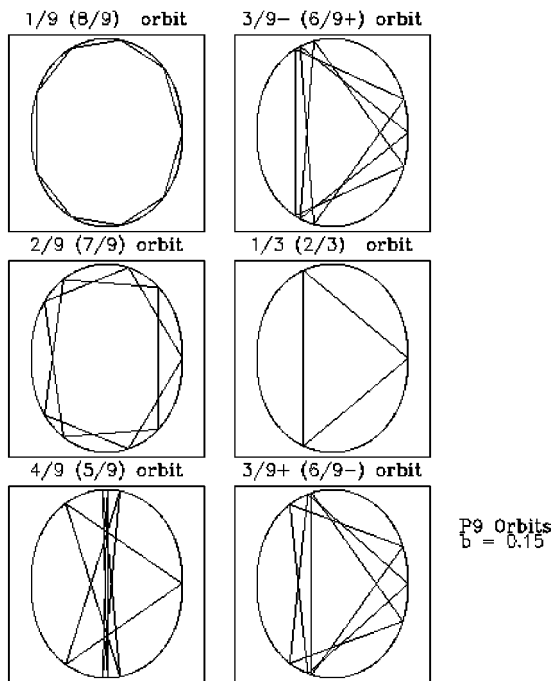 1/9 (8/9) orbit
3/9- (6/9+) orbit
2/9 (7/9) orbit
1/3 (2/3) orbit
4/9 (5/9) orbit
3/9+ (6/9-) orbit
P9 Orbits
b = 0.15